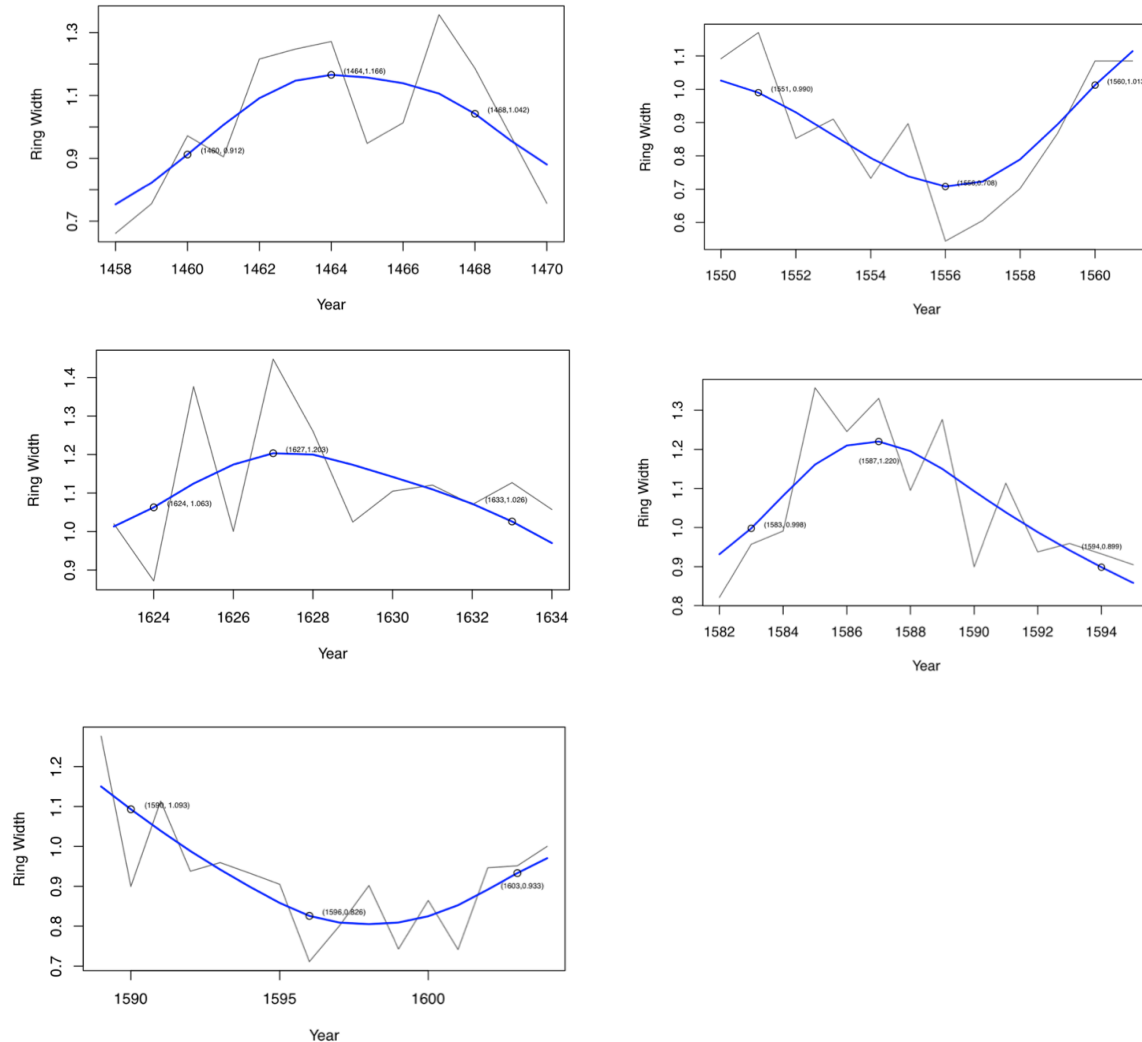 Ring Width
1.3
1.1
0.9
0.7
(1464,1.166)
(1468,1.042)
(1460, 0.912)
1458 1460 1462 1464 1466 1468 1470
Year
Ring Width
1.1
1.0
0.9
0.8
0.7
0.6
(1551, 0.990)
(1556,0.708)
1550 1552 1554 1556 1558 1560
Year
Ring Width
1.4
1.3
1.2
1.1
1.0
0.9
(1627,1.203)
(1624, 1.063)
(1633,1.026)
1624 1626 1628 1630 1632 1634
Year
Ring Width
1.3
1.2
1.1
1.0
0.9
0.8
(1587,1.220)
(1583, 0.998)
(1594,0.899)
1582 1584 1586 1588 1590 1592 1594
Year
Ring Width
1.2
1.1
1.0
0.9
0.8
0.7
(1590, 1.093)
(1596,0.826)
(1603,0.933)
1590 1595 1600
Year